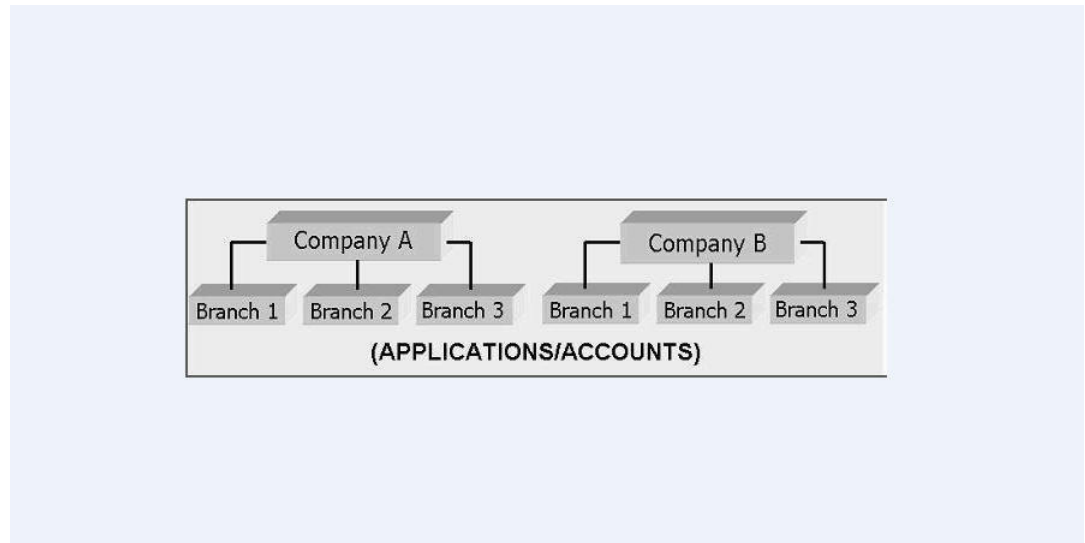 Company A
Company B
Branch 1
Branch 2
Branch 3
Branch 1
Branch 2
Branch 3
(APPLICATIONS/ACCOUNTS)